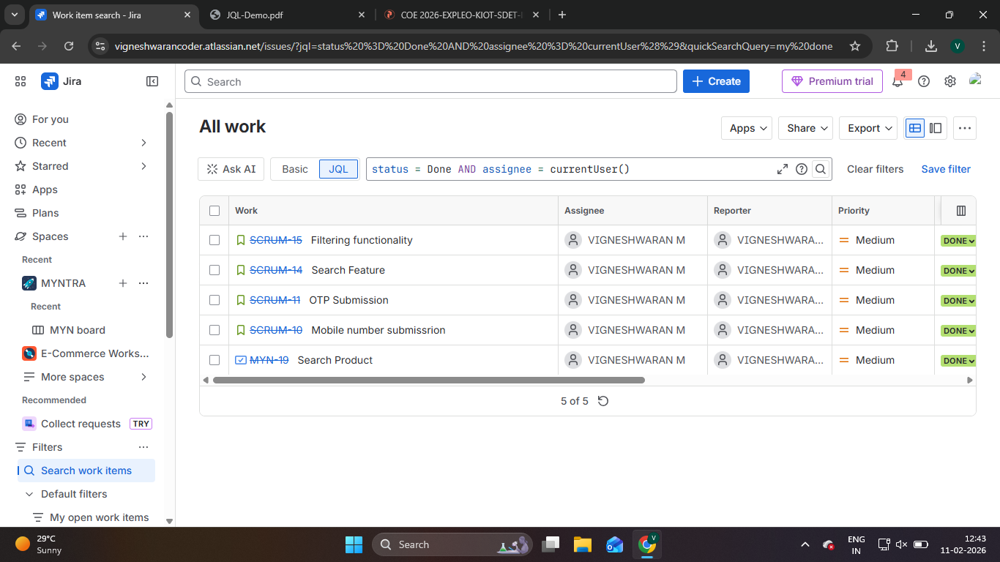 Work item search - Jira
JQL-Demo.pdf
COE 2026-EXPLEO-KIOT-SDET-
vigneshwarancoder.atlassian.net/issues/?jql=status%20%3D%20Done%20AND%20assignee%20%3D%20currentUser%28%29&quickSearchQuery=my%20done
V
Jira
Search
Create
Premium trial
4
For you
Recent
Starred
Apps
Plans
Spaces
Recent
MYNTRA
Recent
MYN board
E-Commerce Works...
More spaces
Recommended
Collect requests TRY
Filters
Search work items
Default filters
My open work items
All work
Apps Share Export
Ask AI Basic JQL status = Done AND assignee = currentUser() Clear filters Save filter
Work Assignee Reporter Priority
SCRUM-15 Filtering functionality VIGNESHWARAN M VIGNESHWARA... Medium DONE
SCRUM-14 Search Feature VIGNESHWARAN M VIGNESHWARA... Medium DONE
SCRUM-11 OTP Submission VIGNESHWARAN M VIGNESHWARA... Medium DONE
SCRUM-10 Mobile number submissrion VIGNESHWARAN M VIGNESHWARA... Medium DONE
MYN-19 Search Product VIGNESHWARAN M VIGNESHWARA... Medium DONE
5 of 5
29°C
Sunny
Search
V
ENG
IN
12:43
11-02-2026